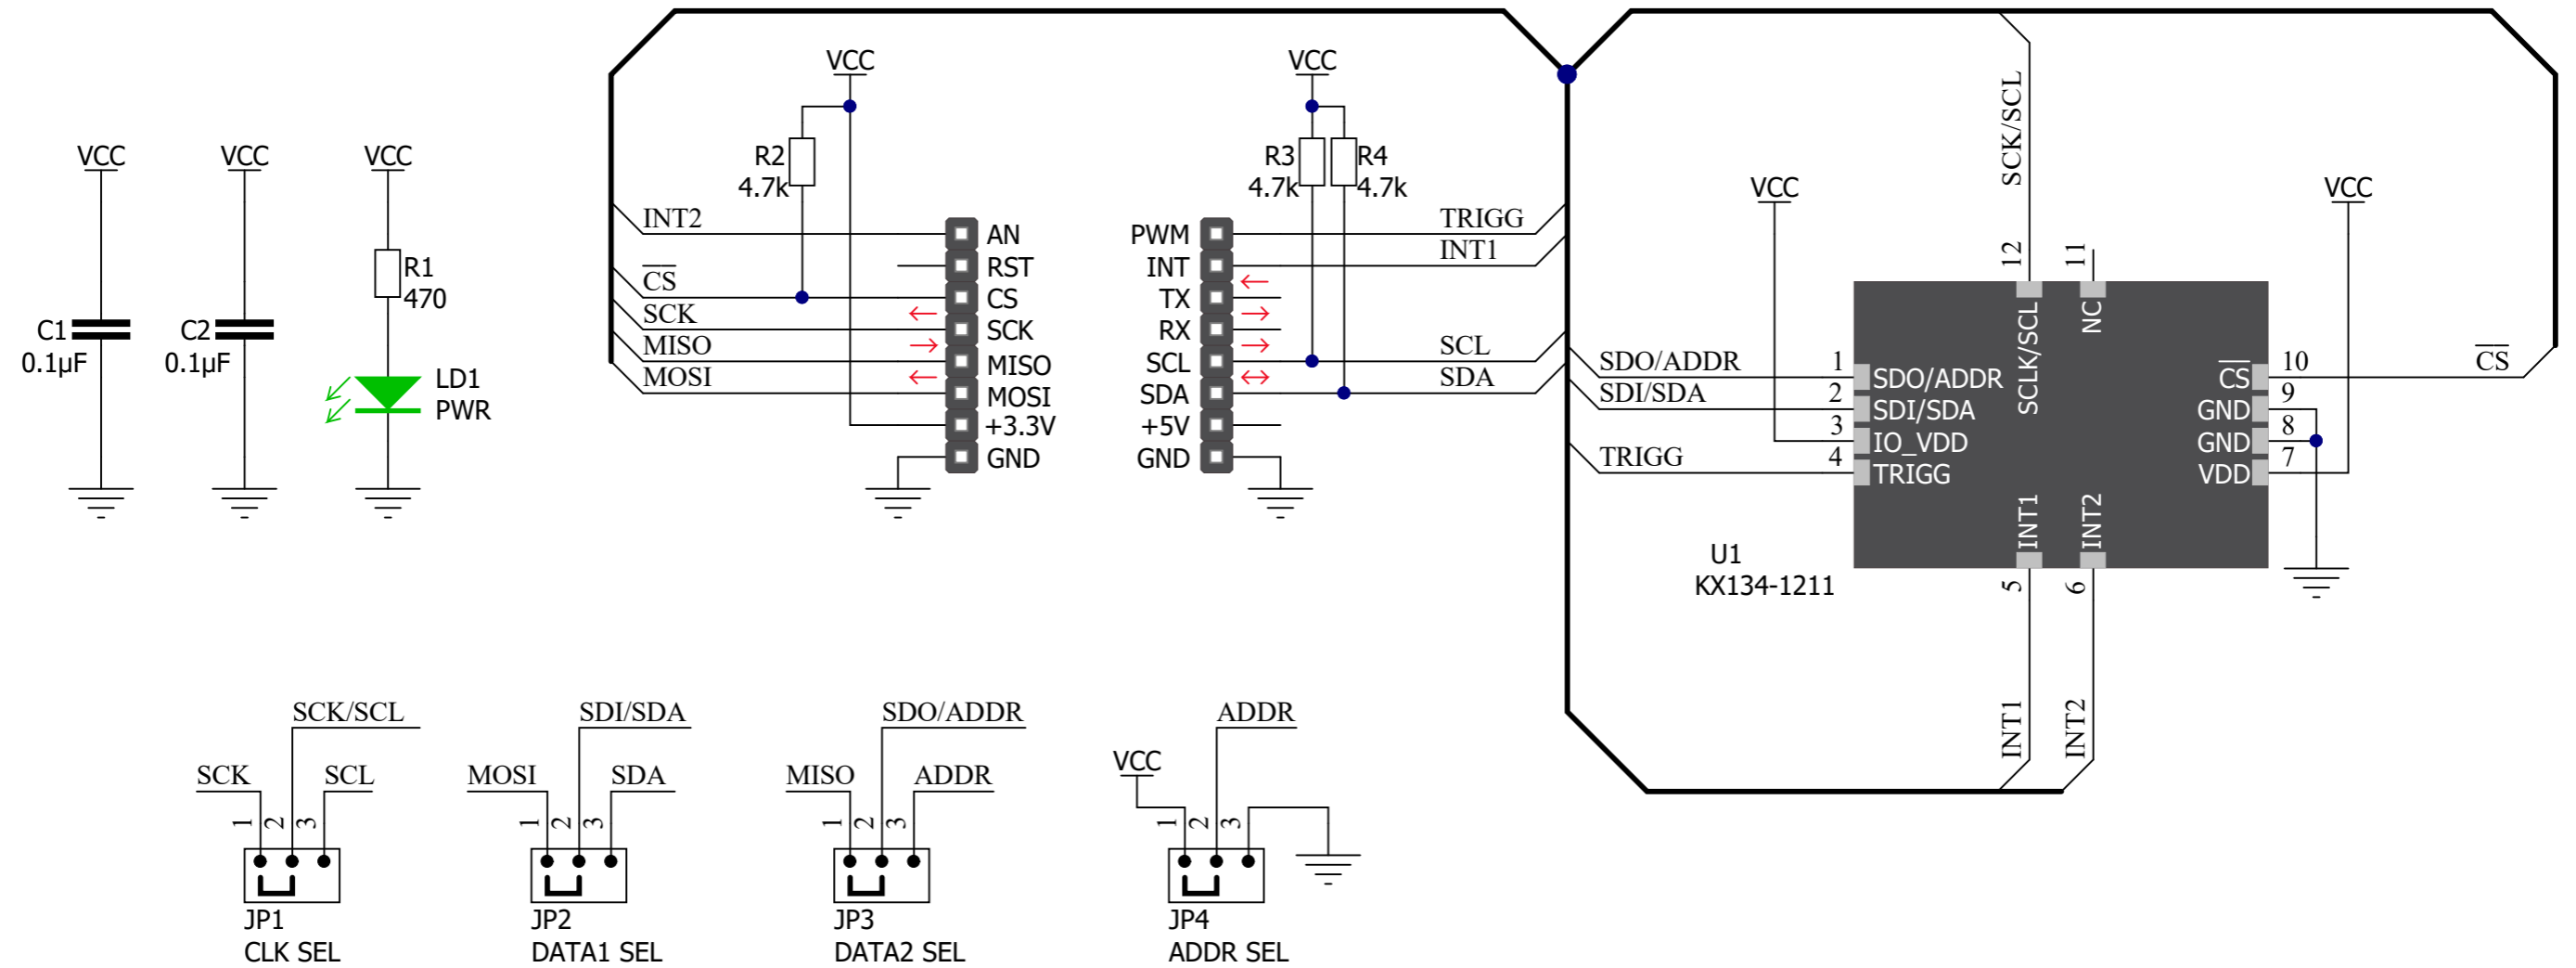 VCC
C1
0.1µF
VCC
C2
0.1µF
VCC
R1
470
LD1
PWR
VCC
R2
4.7k
INT2
CS
SCK
MISO
MOSI
AN
RST
CS
SCK
MISO
MOSI
+3.3V
GND
VCC
R3
4.7k
R4
4.7k
PWM
INT
TX
RX
SCL
SDA
+5V
GND
TRIGG
INT1
SCL
SDA
SDO/ADDR
SDI/SDA
TRIGG
VCC
1
2
3
4
SDO/ADDR
SDI/SDA
IO_VDD
TRIGG
SCK/SCL
12
11
SCLK/SCL
NC
VCC
CS
GND
GND
VDD
10
9
8
7
CS
INT1
INT2
5
6
INT1
INT2
U1
KX134-1211
SCK/SCL
SCK
SCL
1
2
3
JP1
CLK SEL
SDI/SDA
MOSI
SDA
1
2
3
JP2
DATA1 SEL
SDO/ADDR
MISO
ADDR
1
2
3
JP3
DATA2 SEL
ADDR
VCC
1
2
3
JP4
ADDR SEL